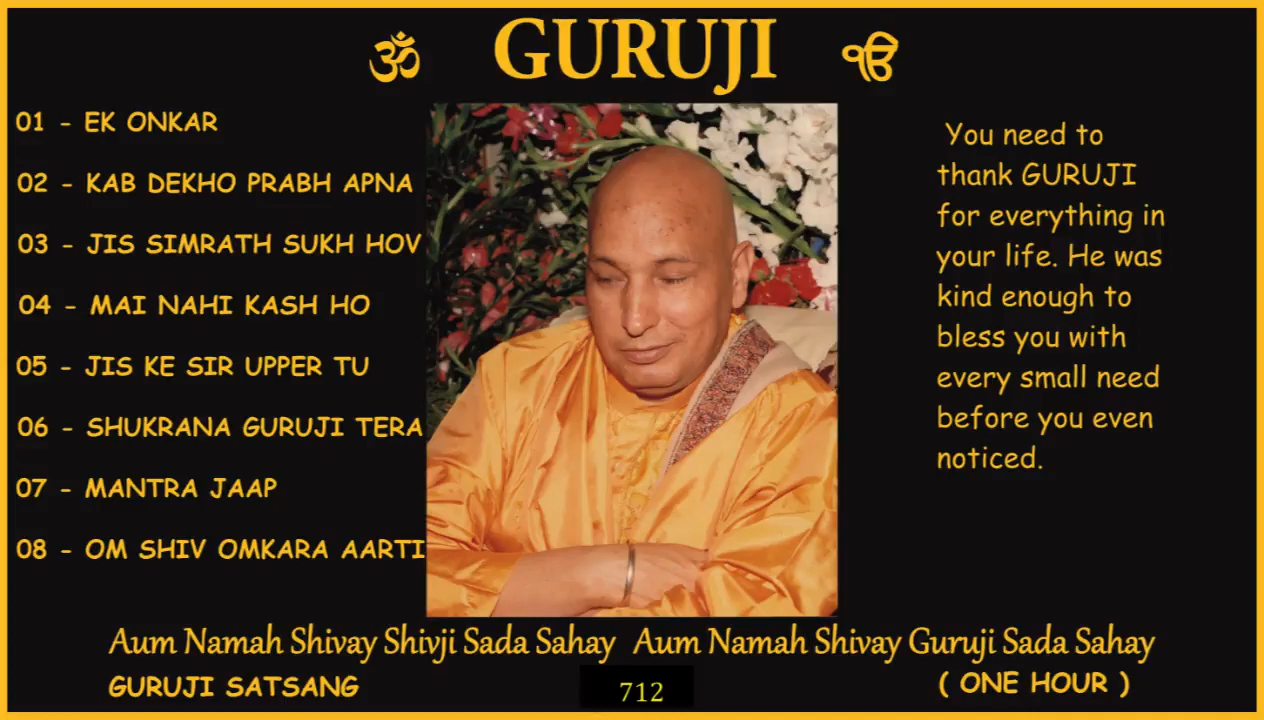 ॐ GURUJI ੴ
01 - EK ONKAR
02 - KAB DEKHO PRABH APNA
03 - JIS SIMRATH SUKH HOV
04 - MAI NAHI KASH HO
05 - JIS KE SIR UPPER TU
06 - SHUKRANA GURUJI TERA
07 - MANTRA JAAP
08 - OM SHIV OMKARA AARTI
You need to
thank GURUJI
for everything in
your life. He was
kind enough to
bless you with
every small need
before you even
noticed.
Aum Namah Shivay Shivji Sada Sahay Aum Namah Shivay Guruji Sada Sahay
GURUJI SATSANG 712 ( ONE HOUR )